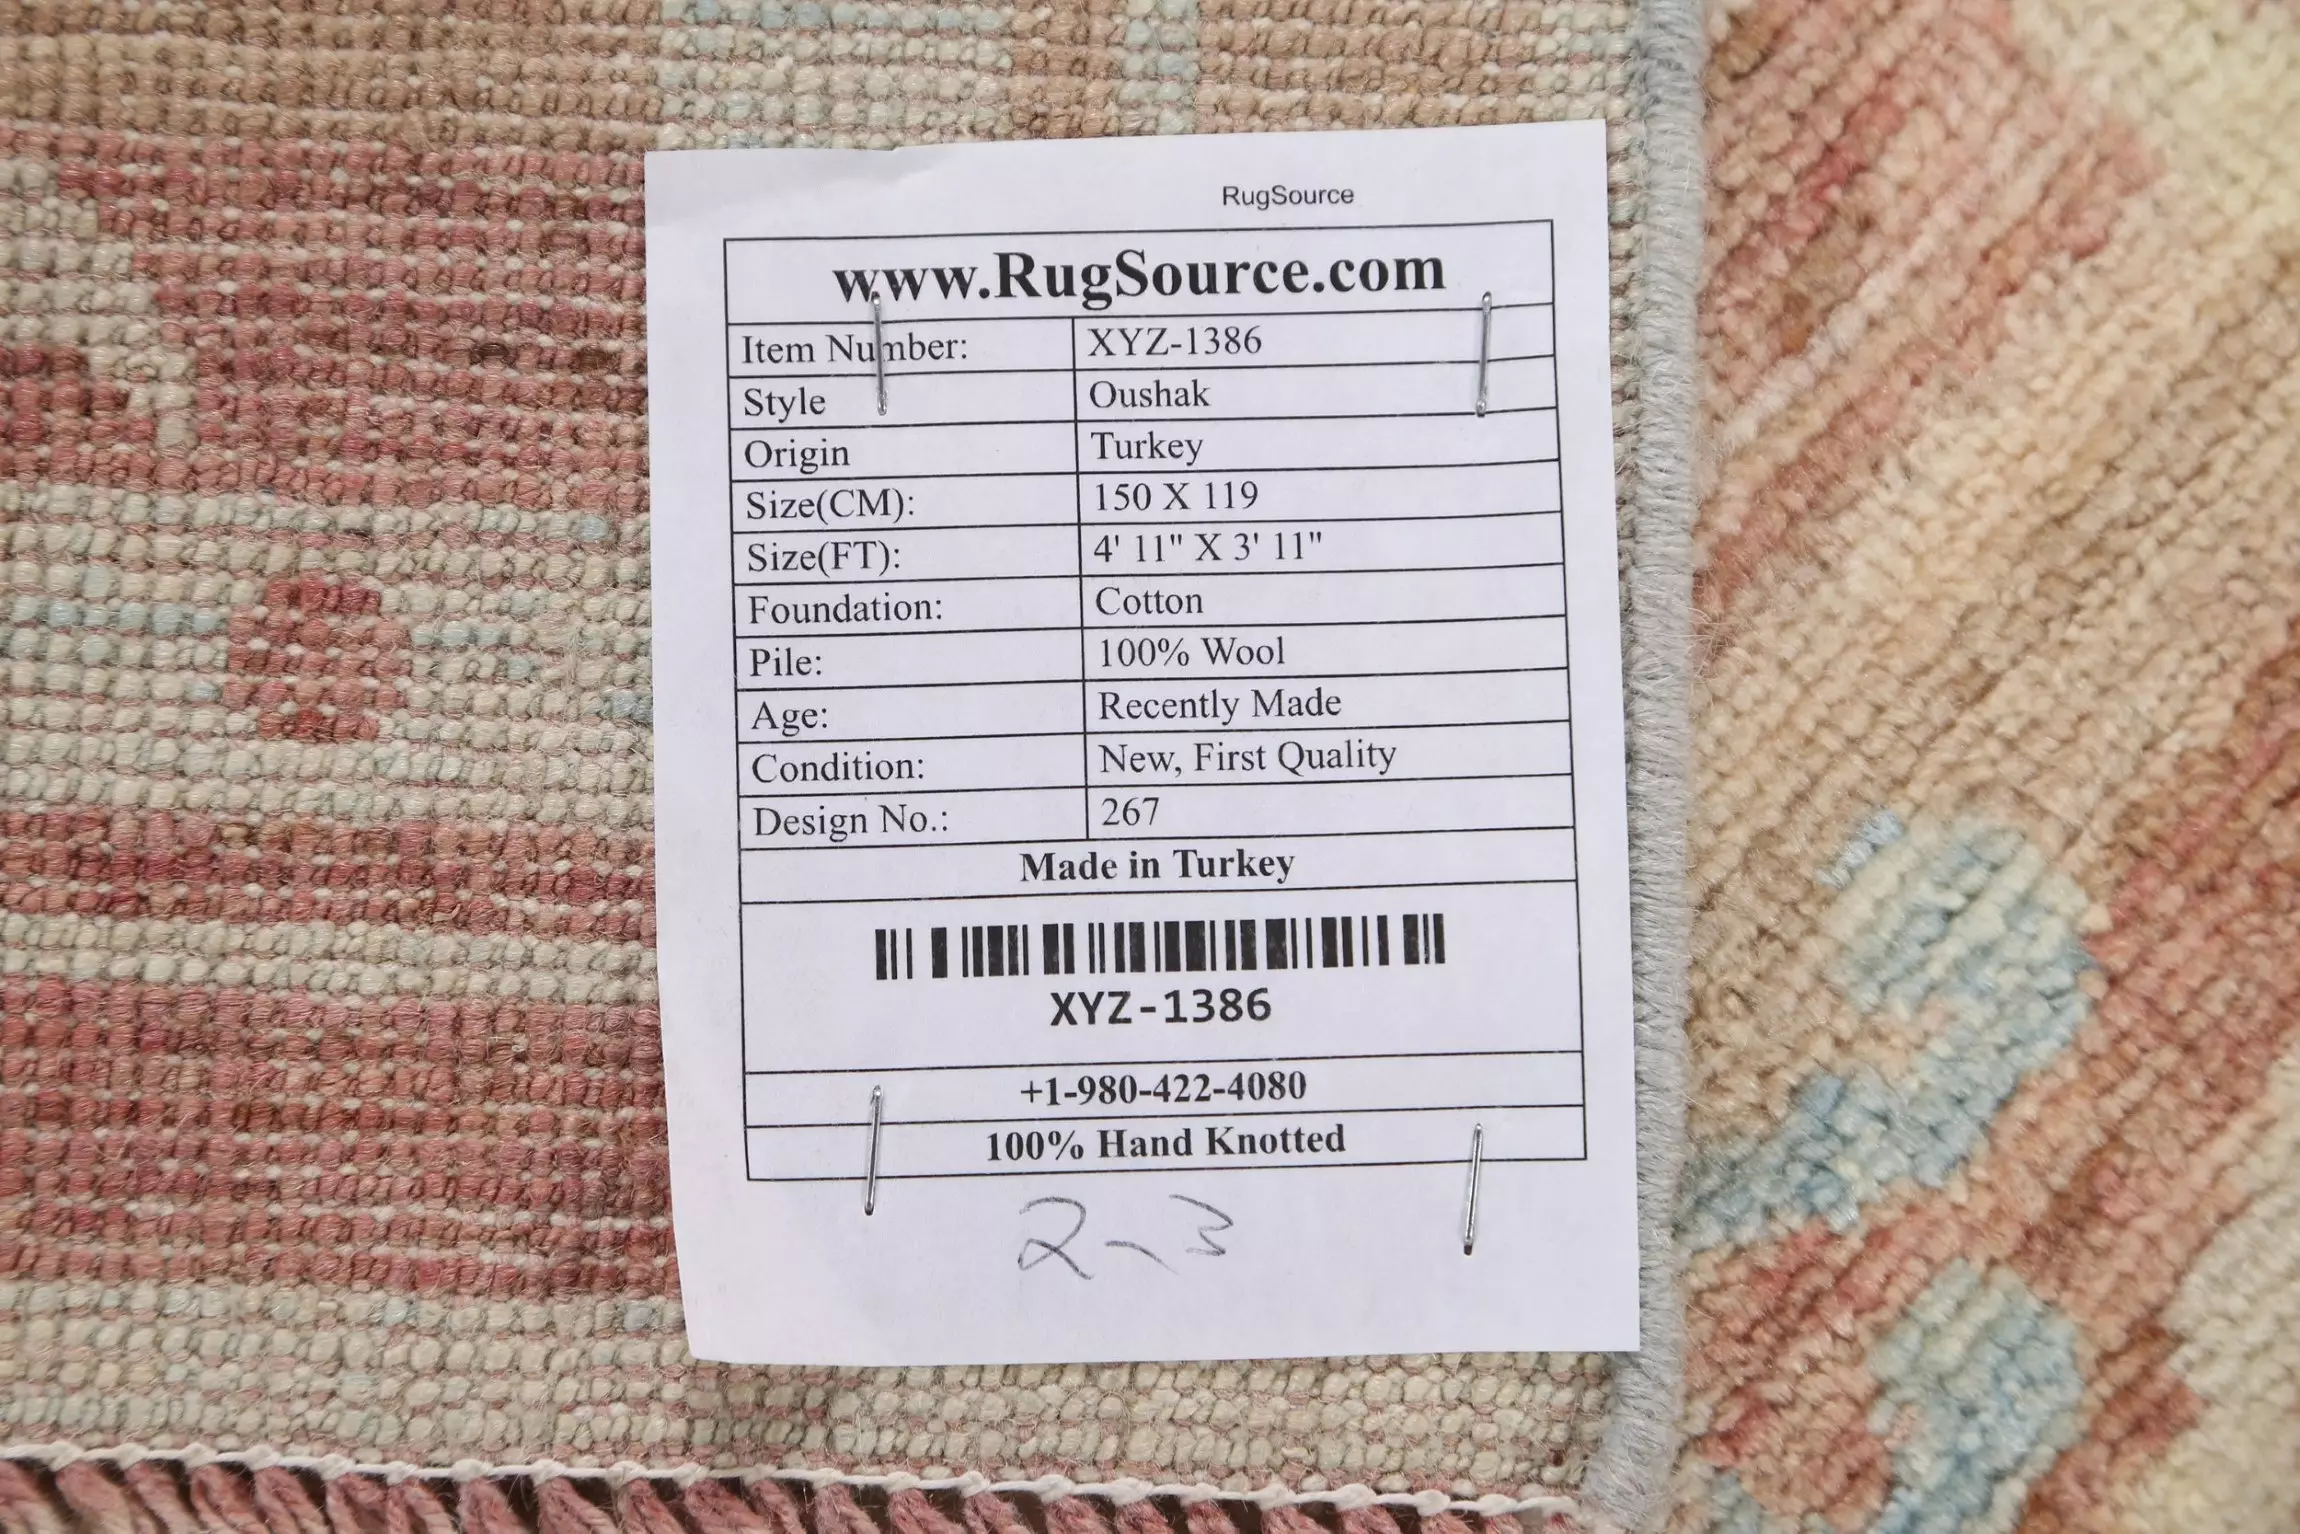 RugSource
www.RugSource.com
Item Number: XYZ-1386
Style Oushak
Origin Turkey
Size(CM): 150 X 119
Size(FT): 4' 11" X 3' 11"
Foundation: Cotton
Pile: 100% Wool
Age: Recently Made
Condition: New, First Quality
Design No.: 267
Made in Turkey
XYZ-1386
+1-980-422-4080
100% Hand Knotted
2-3